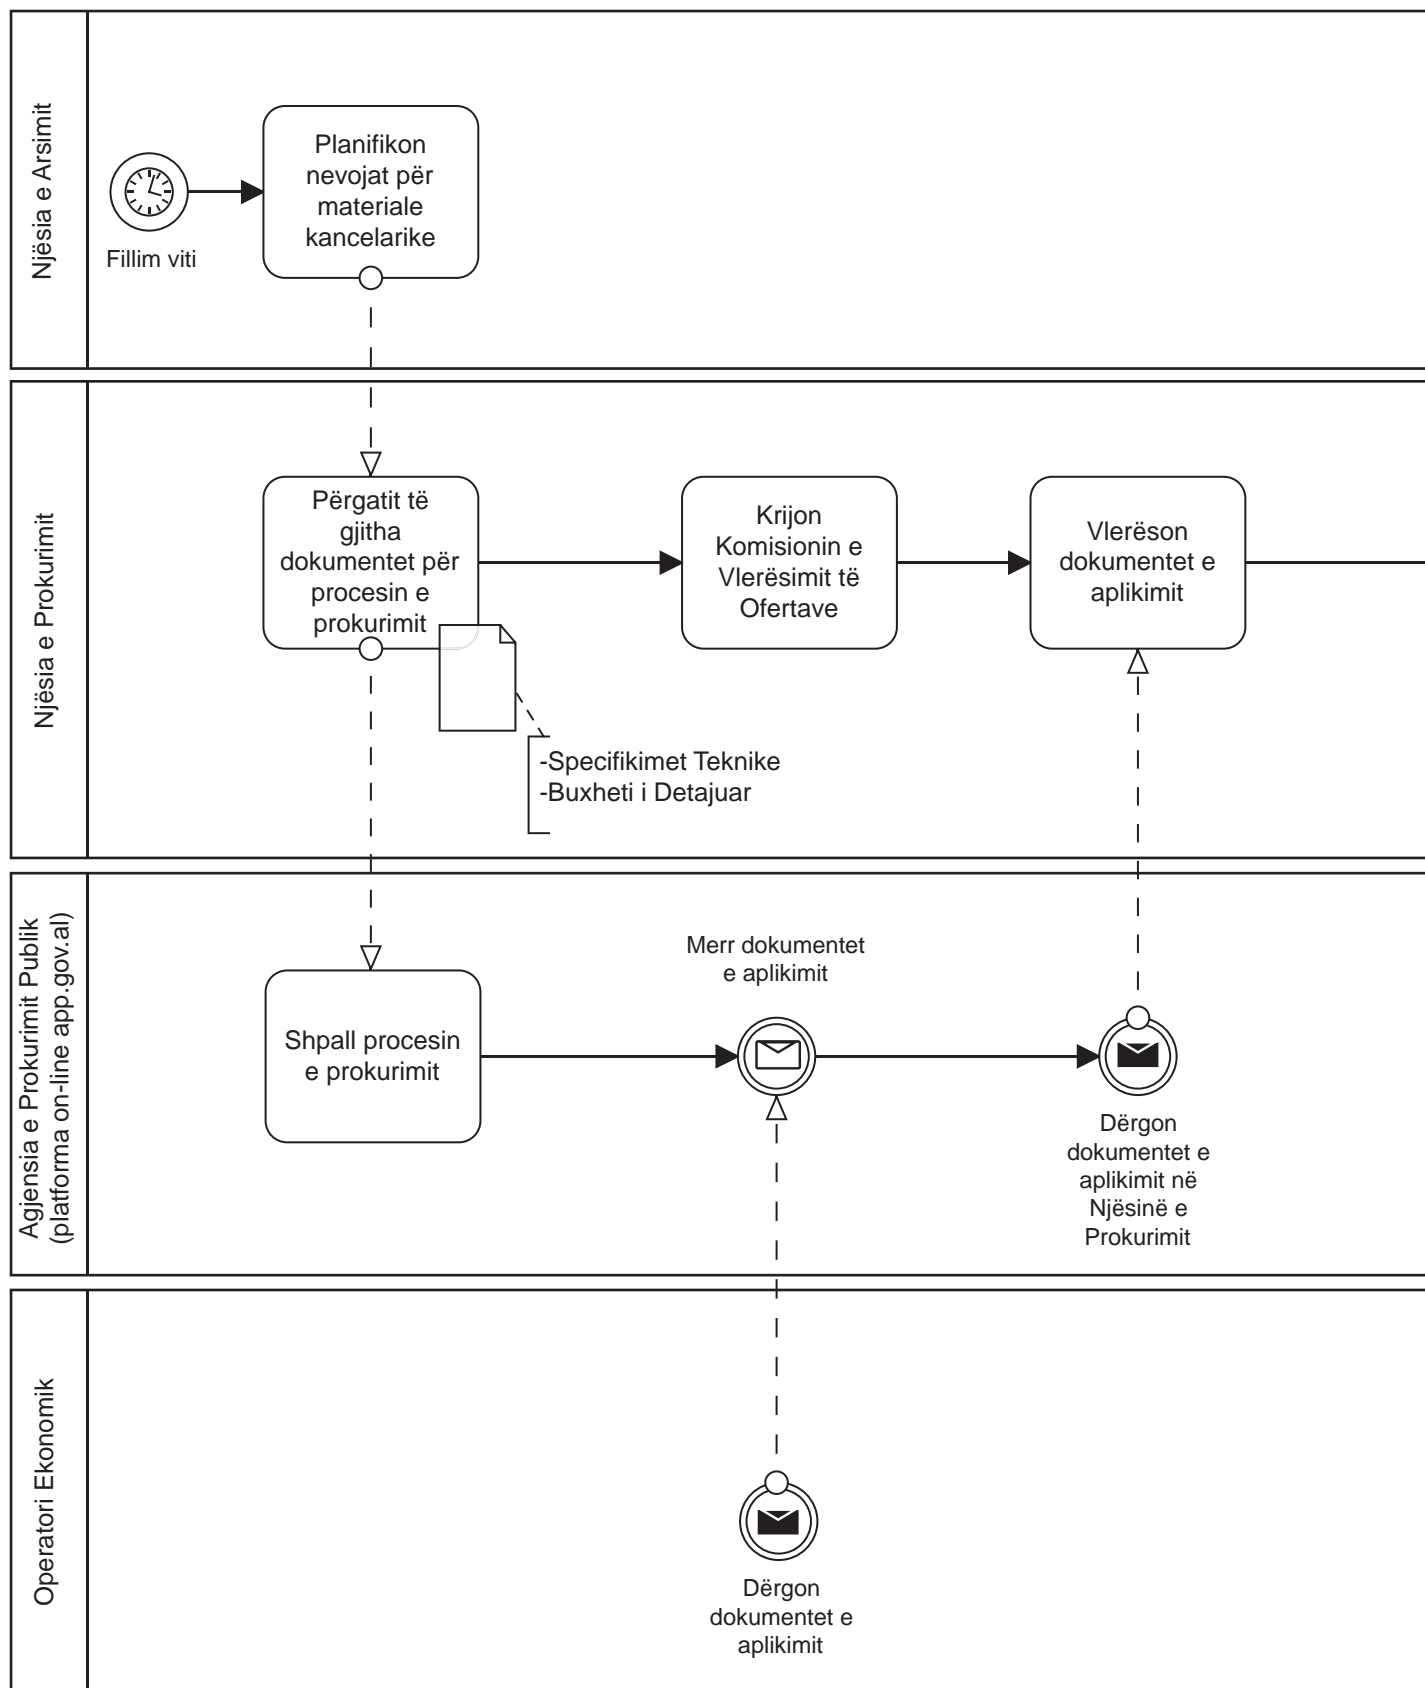 Njësia e Arsimit
Fillim viti
Planifikon
nevojat për
materiale
kancelarike
Njësia e Prokurimit
Përgatit të
gjitha
dokumentet për
procesin e
prokurimit
-Specifikimet Teknike
-Buxheti i Detajuar
Krijon
Komisionin e
Vlerësimit të
Ofertave
Vlerëson
dokumentet e
aplikimit
Agjensia e Prokurimit Publik
(platforma on-line app.gov.al)
Shpall procesin
e prokurimit
Merr dokumentet
e aplikimit
Dërgon
dokumentet e
aplikimit në
Njësinë e
Prokurimit
Operatori Ekonomik
Dërgon
dokumentet e
aplikimit